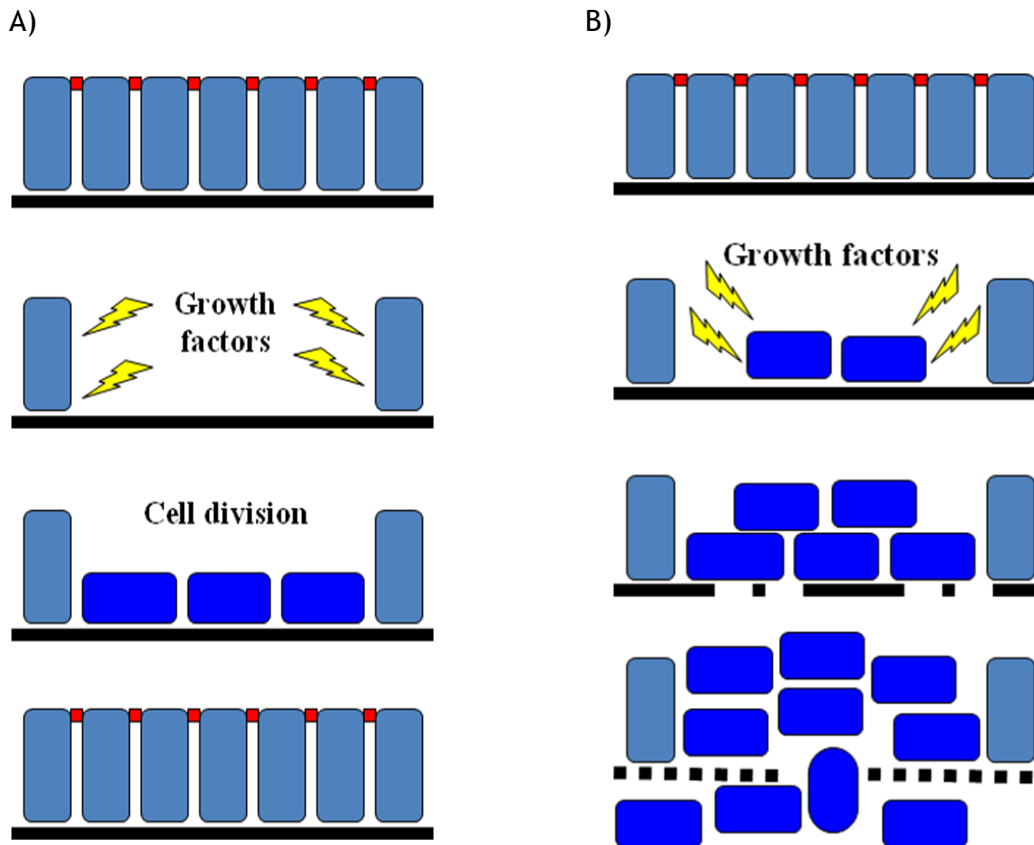 A)
B)
Growth
factors
Cell division
Growth factors